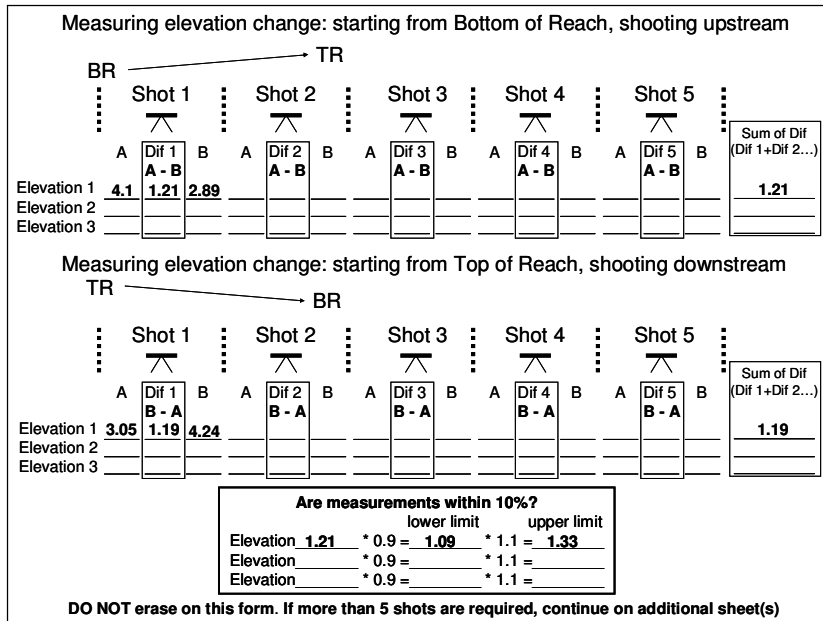 Measuring elevation change: starting from Bottom of Reach, shooting upstream
BR TR
Shot 1 Shot 2 Shot 3 Shot 4 Shot 5
A Dif 1 B A Dif 2 B A Dif 3 B A Dif 4 B A Dif 5 B Sum of Dif
A - B A - B A - B A - B A - B (Dif 1+Dif 2...)
Elevation 1 4.1 1.21 2.89 1.21
Elevation 2
Elevation 3
Measuring elevation change: starting from Top of Reach, shooting downstream
TR BR
Shot 1 Shot 2 Shot 3 Shot 4 Shot 5
A Dif 1 B A Dif 2 B A Dif 3 B A Dif 4 B A Dif 5 B Sum of Dif
B - A B - A B - A B - A B - A (Dif 1+Dif 2...)
Elevation 1 3.05 1.19 4.24 1.19
Elevation 2
Elevation 3
Are measurements within 10%?
lower limit upper limit
Elevation 1.21 * 0.9 = 1.09 * 1.1 = 1.33
Elevation * 0.9 = * 1.1 =
Elevation * 0.9 = * 1.1 =
DO NOT erase on this form. If more than 5 shots are required, continue on additional sheet(s)